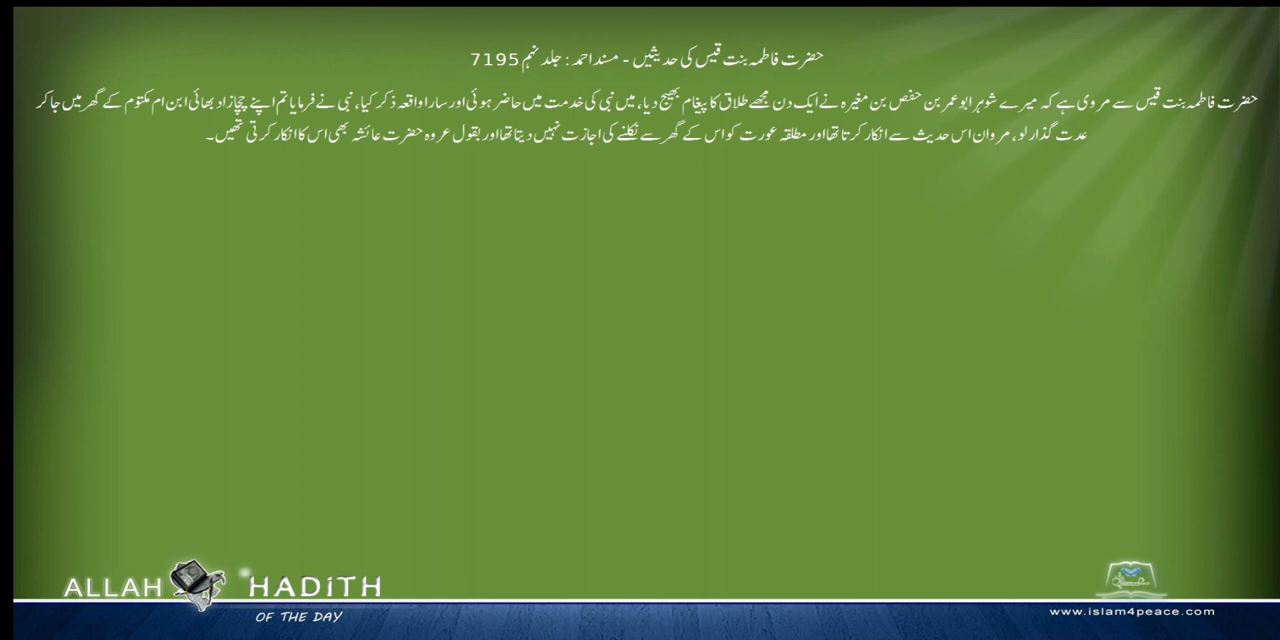 حضرت فاطمہ بنت قیس کی حدیثیں - مسند احمد : جلد نہم 7195
حضرت فاطمہ بنت قیس سے مروی ہے کہ میرے شوہر ابو عمر بن حفص بن مغیرہ نے ایک دن مجھے طلاق کا پیغام بھیج دیا، میں نبی کی خدمت میں حاضر ہوئی اور سارا واقعہ ذکر کیا، نبی نے فرمایا تم اپنے چچازاد بھائی ابن ام مکتوم کے گھر میں جا کر
عدت گذار لو، مروان اس حدیث سے انکار کرتا تھا اور مطلقہ عورت کو اس کے گھر سے نکلنے کی اجازت نہیں دیتا تھا اور بقول عروہ حضرت عائشہ بھی اس کا انکار کرتی تھیں۔
ALLAH HADITH
OF THE DAY
www.islam4peace.com